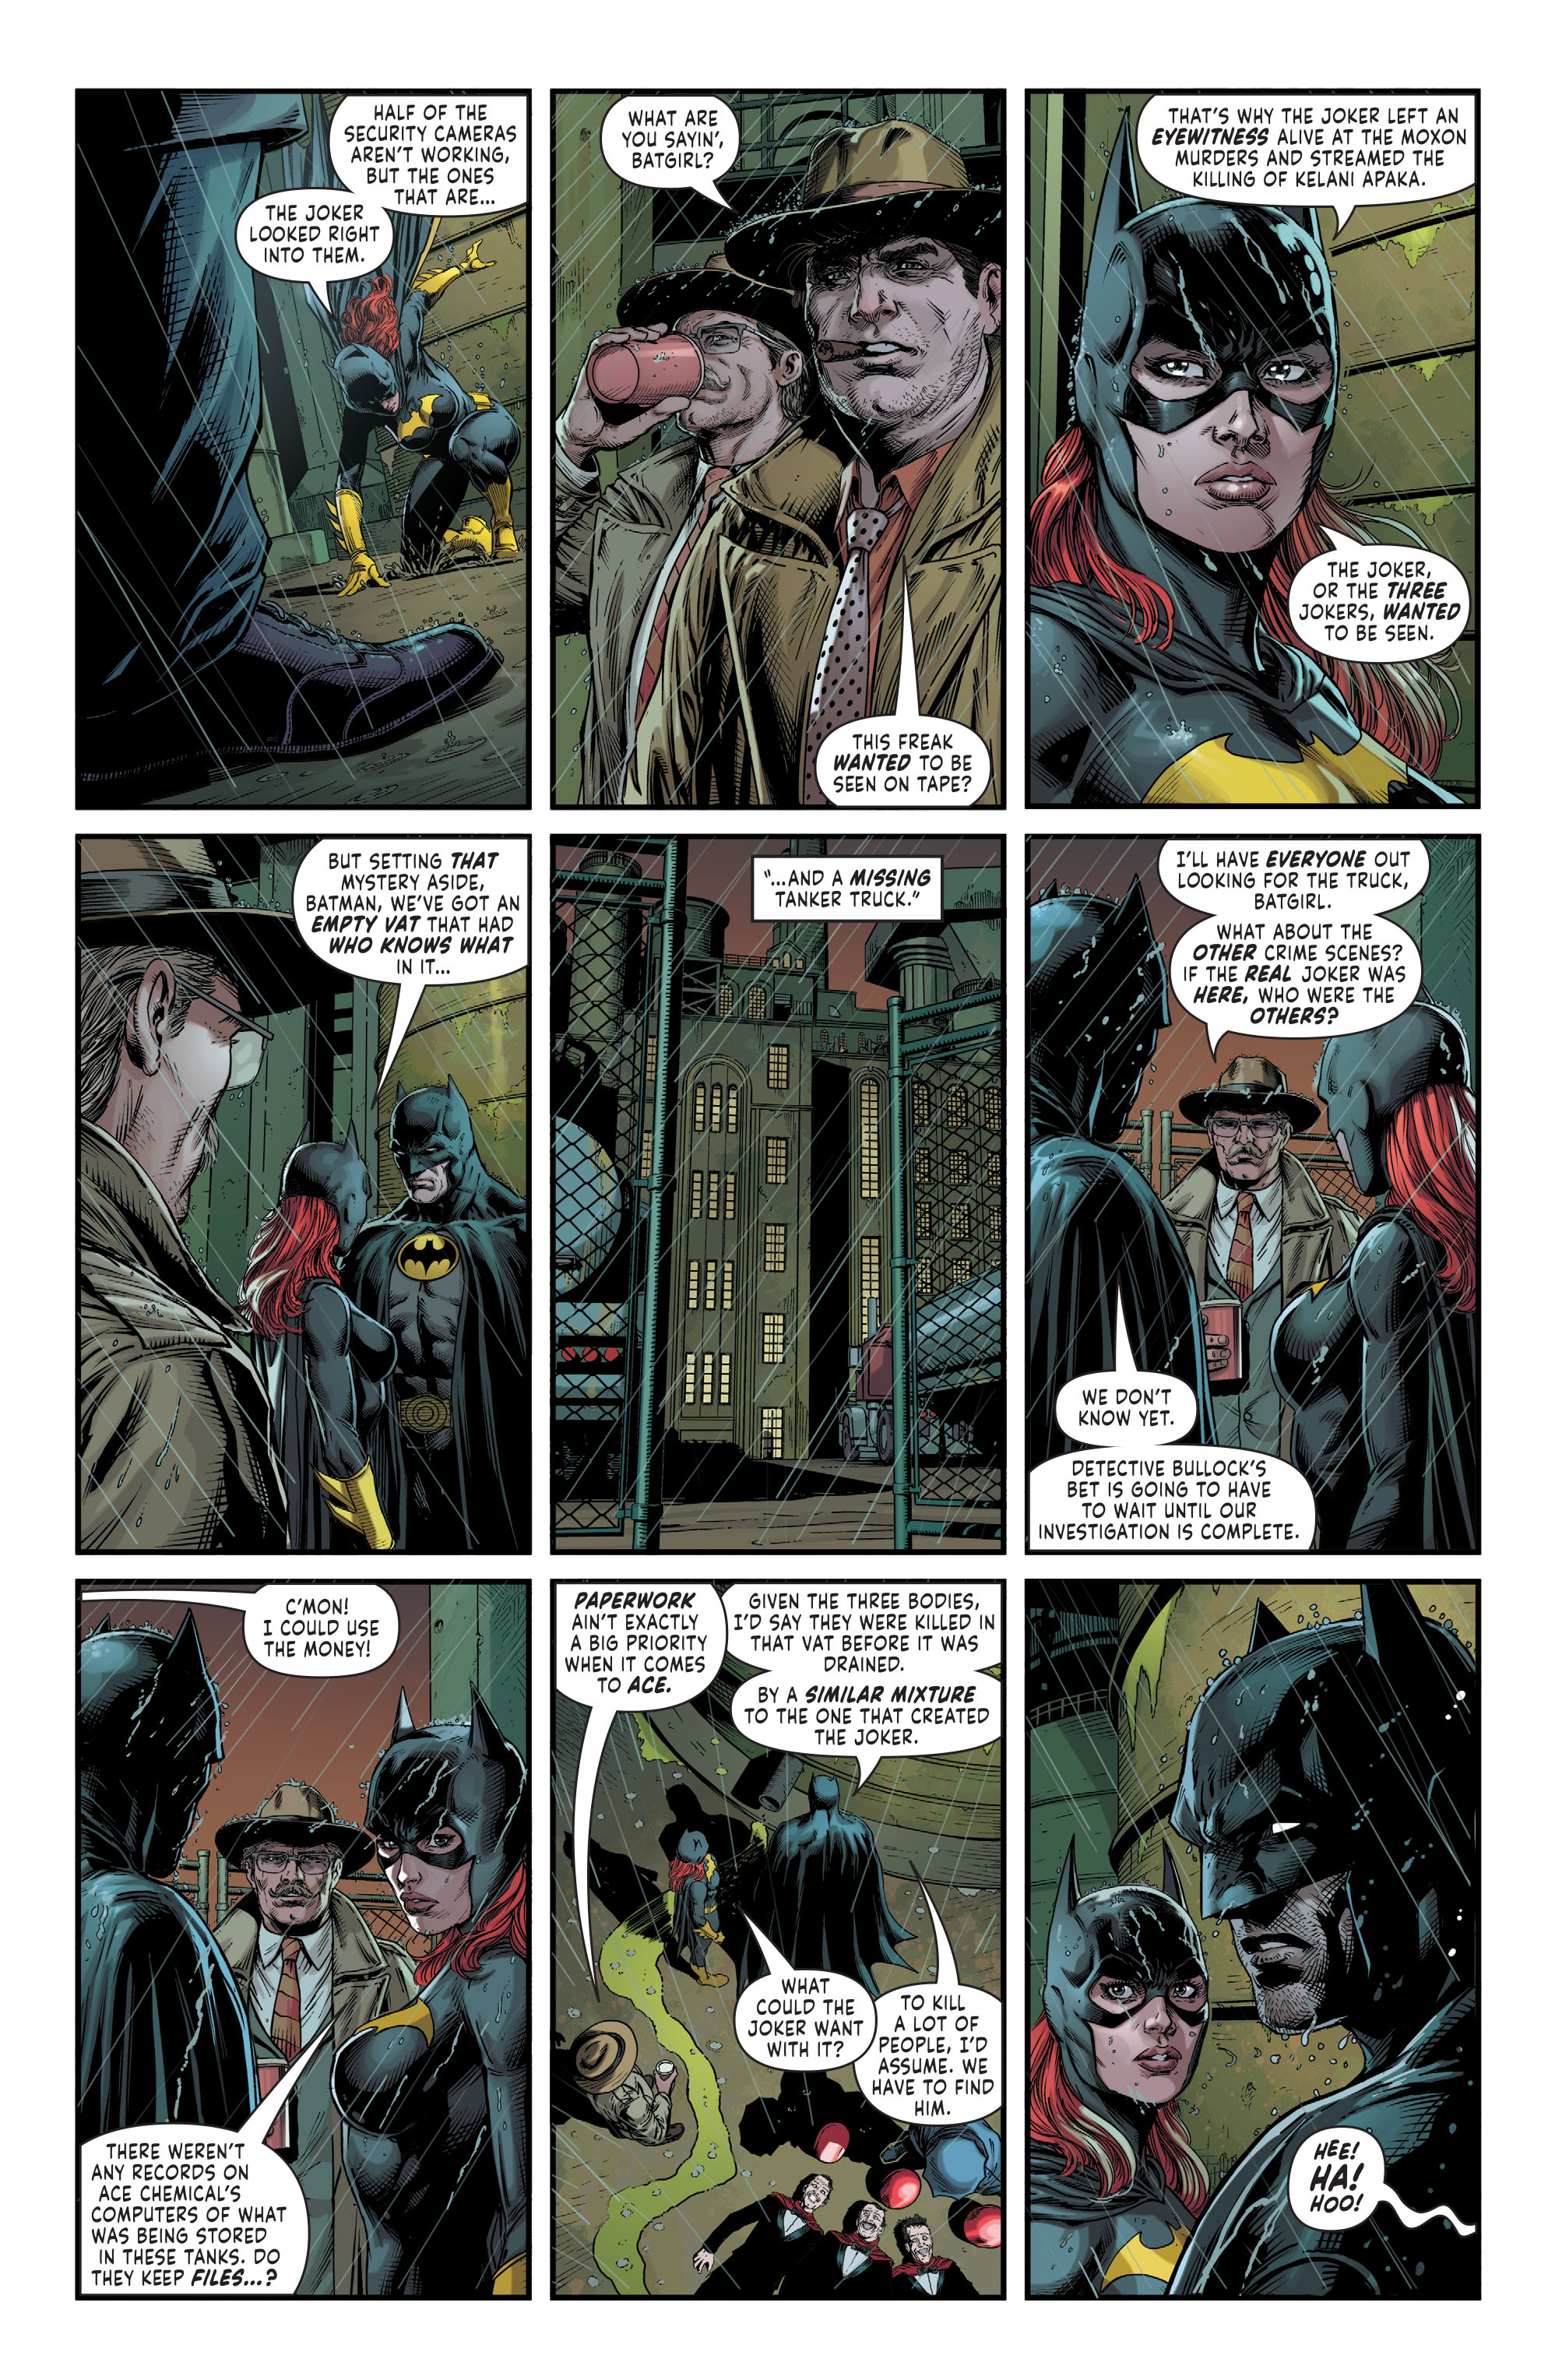 HALF OF THE
SECURITY CAMERAS
AREN'T WORKING,
BUT THE ONES
THAT ARE...
THE JOKER
LOOKED RIGHT
INTO THEM.
WHAT ARE
YOU SAYIN',
BATGIRL?
THIS FREAK
WANTED TO BE
SEEN ON TAPE?
THAT'S WHY THE JOKER LEFT AN
EYEWITNESS ALIVE AT THE MOXON
MURDERS AND STREAMED THE
KILLING OF KELANI APAKA.
THE JOKER,
OR THE THREE
JOKERS, WANTED
TO BE SEEN.
BUT SETTING THAT
MYSTERY ASIDE,
BATMAN, WE'VE GOT AN
EMPTY VAT THAT HAD
WHO KNOWS WHAT
IN IT...
"...AND A MISSING
TANKER TRUCK."
I'LL HAVE EVERYONE OUT
LOOKING FOR THE TRUCK,
BATGIRL.
WHAT ABOUT THE
OTHER CRIME SCENES?
IF THE REAL JOKER WAS
HERE, WHO WERE THE
OTHERS?
WE DON'T
KNOW YET.
DETECTIVE BULLOCK'S
BET IS GOING TO HAVE
TO WAIT UNTIL OUR
INVESTIGATION IS COMPLETE.
C'MON!
I COULD USE
THE MONEY!
THERE WEREN'T
ANY RECORDS ON
ACE CHEMICAL'S
COMPUTERS OF WHAT
WAS BEING STORED
IN THESE TANKS. DO
THEY KEEP FILES...?
PAPERWORK
AIN'T EXACTLY
A BIG PRIORITY
WHEN IT COMES
TO ACE.
GIVEN THE THREE BODIES,
I'D SAY THEY WERE KILLED IN
THAT VAT BEFORE IT WAS
DRAINED.
BY A SIMILAR MIXTURE
TO THE ONE THAT CREATED
THE JOKER.
WHAT
COULD THE
JOKER WANT
WITH IT?
TO KILL
A LOT OF
PEOPLE, I'D
ASSUME. WE
HAVE TO FIND
HIM.
HEE!
HA!
HOO!